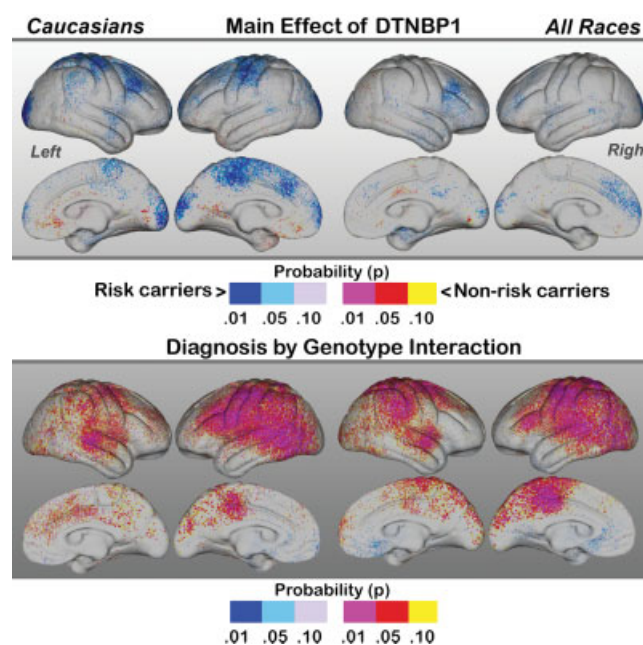 Caucasians Main Effect of DTNBP1 All Races
Left Righ
Probability (p)
Risk carriers > < Non-risk carriers
.01 .05 .10 .01 .05 .10
Diagnosis by Genotype Interaction
Probability (p)
.01 .05 .10 .01 .05 .10